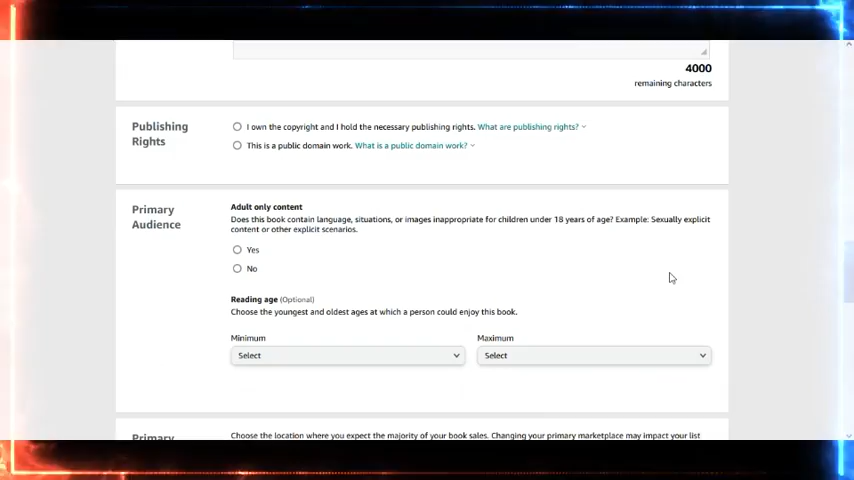 4000
remaining characters
Publishing
Rights
I own the copyright and I hold the necessary publishing rights. What are publishing rights?
This is a public domain work. What is a public domain work?
Primary
Audience
Adult only content
Does this book contain language, situations, or images inappropriate for children under 18 years of age? Example: Sexually explicit
content or other explicit scenarios.
Yes
No
Reading age (Optional)
Choose the youngest and oldest ages at which a person could enjoy this book.
Minimum
Maximum
Select
Select
Primary
Choose the location where you expect the majority of your book sales. Changing your primary marketplace may impact your list